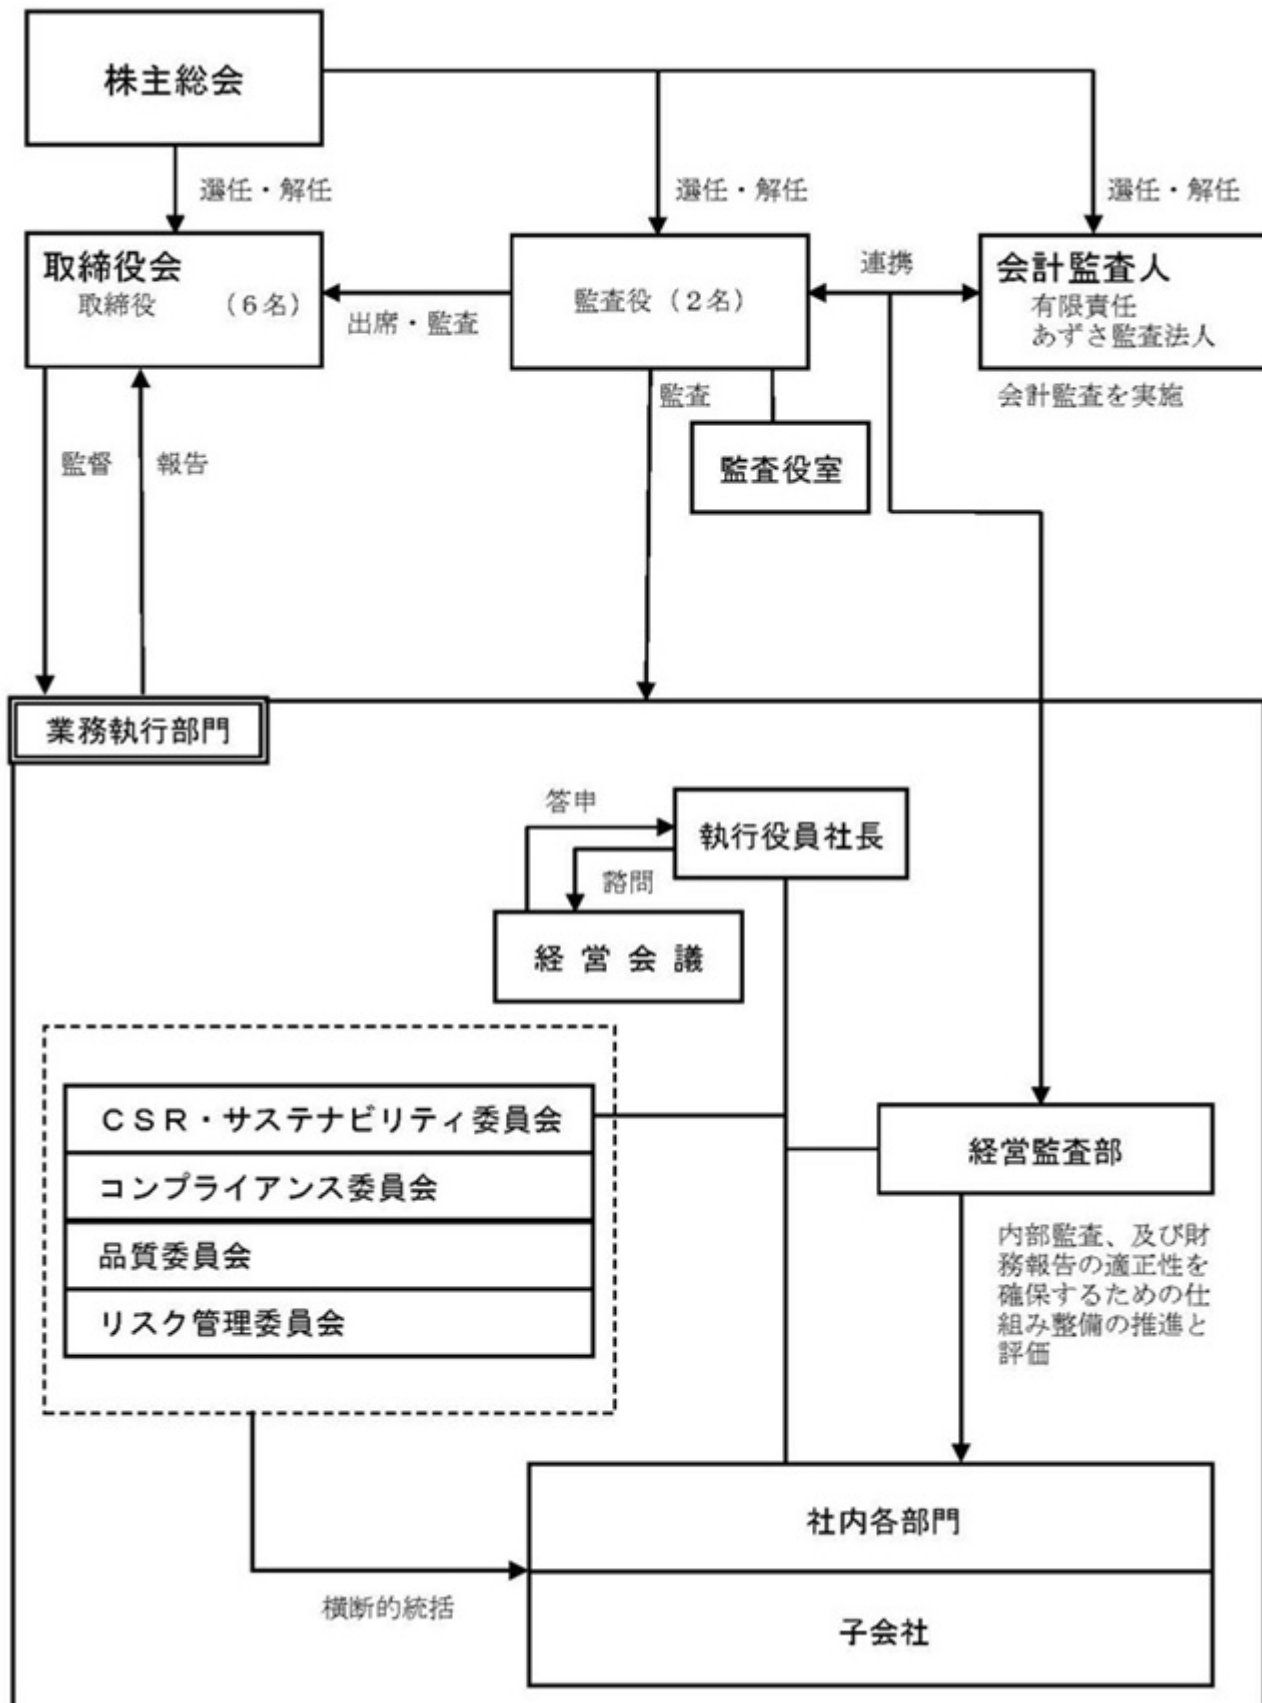 株主総会
選任・解任
選任・解任
選任・解任
取締役会
取締役　　（6名）
出席・監査
監査役（2名）
連携
会計監査人
有限責任
あずさ監査法人
会計監査を実施
監査
監査役室
監督
報告
業務執行部門
答申
執行役員社長
諮問
経営会議
CSR・サステナビリティ委員会
コンプライアンス委員会
品質委員会
リスク管理委員会
経営監査部
内部監査、及び財
務報告の適正性を
確保するための仕
組み整備の推進と
評価
社内各部門
横断的統括
子会社